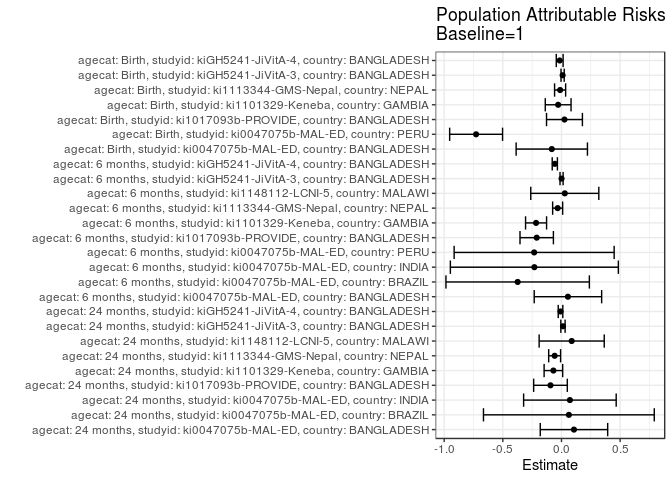 Population Attributable Risks
Baseline=1
agecat: Birth, studyid: kiGH5241-JiVitA-4, country: BANGLADESH
agecat: Birth, studyid: kiGH5241-JiVitA-3, country: BANGLADESH
agecat: Birth, studyid: ki1113344-GMS-Nepal, country: NEPAL
agecat: Birth, studyid: ki1101329-Keneba, country: GAMBIA
agecat: Birth, studyid: ki1017093b-PROVIDE, country: BANGLADESH
agecat: Birth, studyid: ki0047075b-MAL-ED, country: PERU
agecat: Birth, studyid: ki0047075b-MAL-ED, country: BANGLADESH
agecat: 6 months, studyid: kiGH5241-JiVitA-4, country: BANGLADESH
agecat: 6 months, studyid: kiGH5241-JiVitA-3, country: BANGLADESH
agecat: 6 months, studyid: ki1148112-LCNI-5, country: MALAWI
agecat: 6 months, studyid: ki1113344-GMS-Nepal, country: NEPAL
agecat: 6 months, studyid: ki1101329-Keneba, country: GAMBIA
agecat: 6 months, studyid: ki1017093b-PROVIDE, country: BANGLADESH
agecat: 6 months, studyid: ki0047075b-MAL-ED, country: PERU
agecat: 6 months, studyid: ki0047075b-MAL-ED, country: INDIA
agecat: 6 months, studyid: ki0047075b-MAL-ED, country: BRAZIL
agecat: 6 months, studyid: ki0047075b-MAL-ED, country: BANGLADESH
agecat: 24 months, studyid: kiGH5241-JiVitA-4, country: BANGLADESH
agecat: 24 months, studyid: kiGH5241-JiVitA-3, country: BANGLADESH
agecat: 24 months, studyid: ki1148112-LCNI-5, country: MALAWI
agecat: 24 months, studyid: ki1113344-GMS-Nepal, country: NEPAL
agecat: 24 months, studyid: ki1101329-Keneba, country: GAMBIA
agecat: 24 months, studyid: ki1017093b-PROVIDE, country: BANGLADESH
agecat: 24 months, studyid: ki0047075b-MAL-ED, country: INDIA
agecat: 24 months, studyid: ki0047075b-MAL-ED, country: BRAZIL
agecat: 24 months, studyid: ki0047075b-MAL-ED, country: BANGLADESH
-1.0 -0.5 0.0 0.5
Estimate